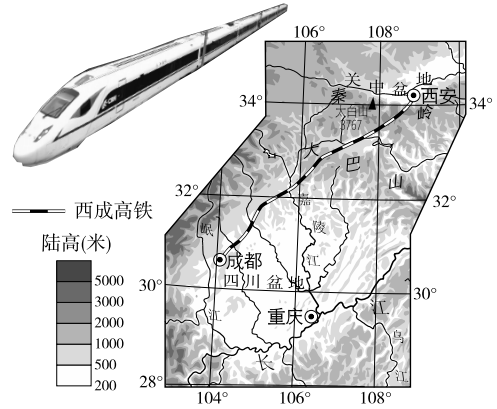 106° 108°
关中盆地
34° 秦 西安 34°
太白山
3767 岭
大巴山
32° 32°
西成高铁
嘉陵江
岷江
陆高(米)
成都
四川盆地
5000
3000
2000
1000
500
200
30° 30°
重庆
长江
乌江
28°
104° 106° 108°